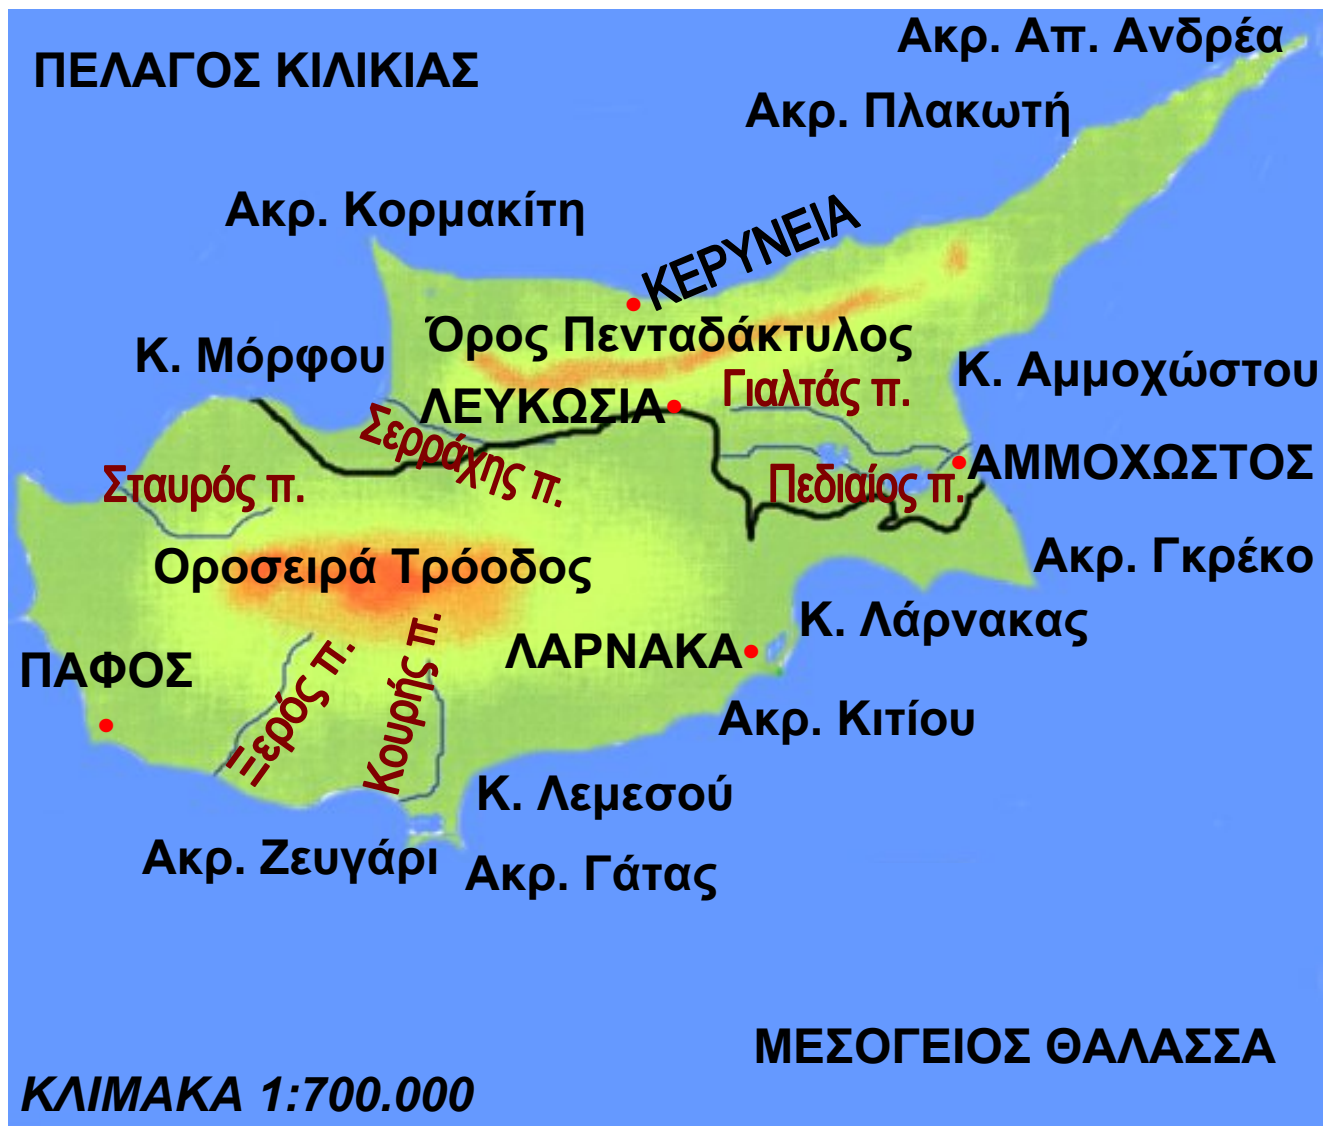 Ακρ. Απ. Ανδρέα
ΠΕΛΑΓΟΣ ΚΙΛΙΚΙΑΣ
Ακρ. Πλακωτή
Ακρ. Κορμακίτη
ΚΕΡΥΝΕΙΑ
Όρος Πενταδάκτυλος
Κ. Μόρφου
Κ. Αμμοχώστου
Γιαλτάς π.
ΛΕΥΚΩΣΙΑ
Σερράχης π.
ΑΜΜΟΧΩΣΤΟΣ
Σταυρός π.
Πεδιαίος π.
Ακρ. Γκρέκο
Οροσειρά Τρόοδος
Κ. Λάρνακας
ΛΑΡΝΑΚΑ
ΠΑΦΟΣ
Ξερός π.
Κουρής π.
Ακρ. Κιτίου
Κ. Λεμεσού
Ακρ. Ζευγάρι
Ακρ. Γάτας
ΜΕΣΟΓΕΙΟΣ ΘΑΛΑΣΣΑ
ΚΛΙΜΑΚΑ 1:700.000